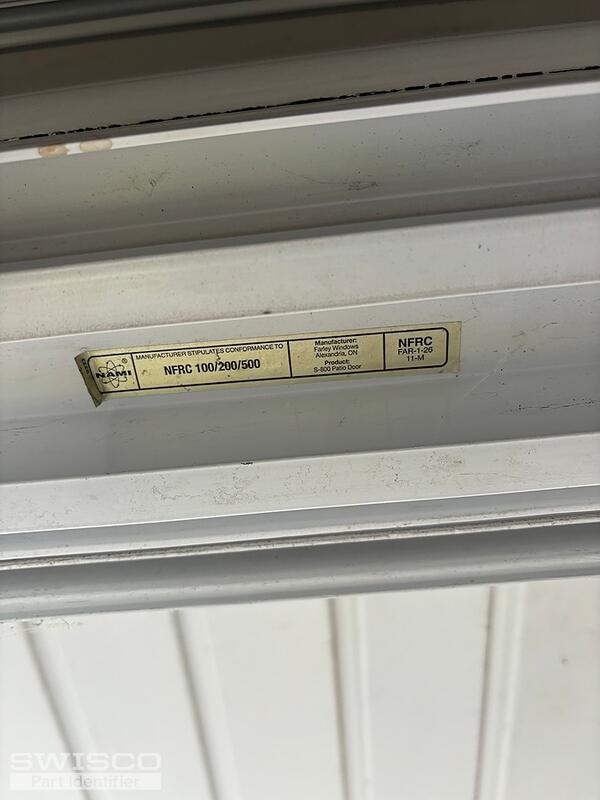 NAMI®
MANUFACTURER STIPULATES CONFORMANCE TO
NFRC 100/200/500
Manufacturer:
Farley Windows
Alexandria, ON
Product:
S-800 Patio Door
NFRC
FAR-1-26
11-M
SWISCO
Part Identifier